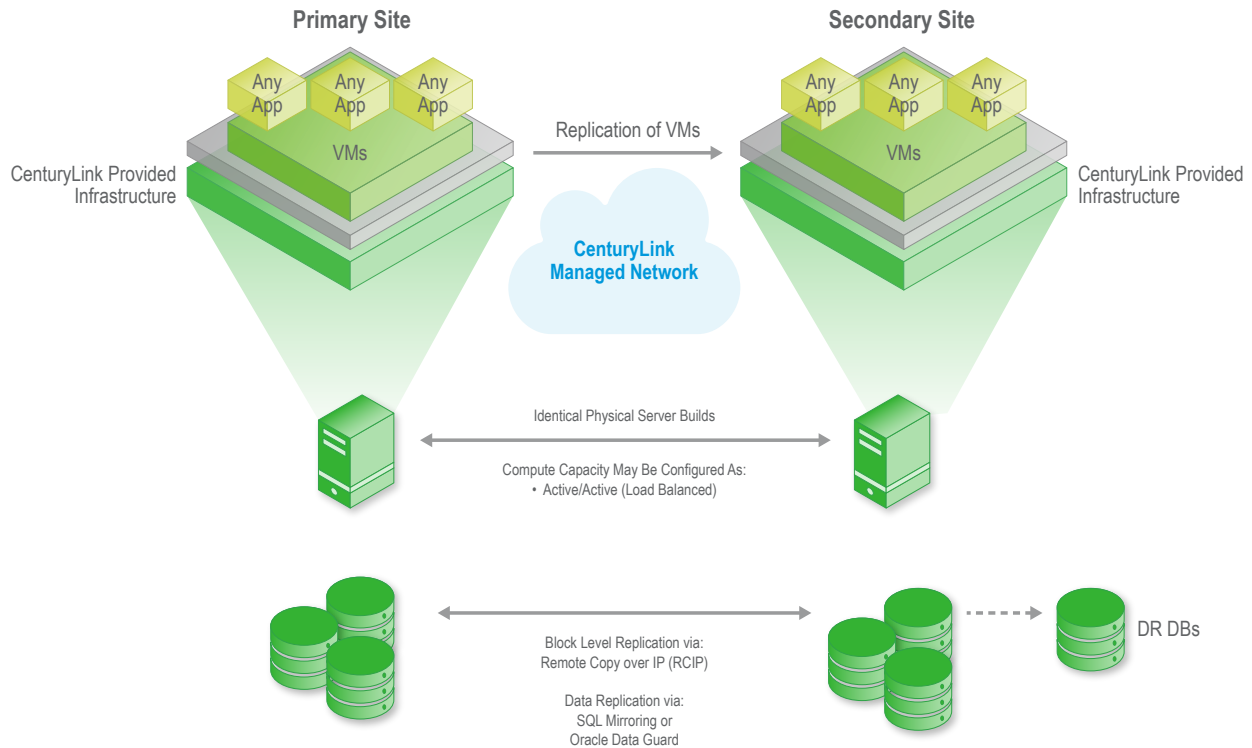 Primary Site
Secondary Site
Any
App
Any
App
Any
App
Any
App
Any
App
Any
App
VMs
Replication of VMs
VMs
CenturyLink Provided
Infrastructure
CenturyLink Provided
Infrastructure
CenturyLink
Managed Network
Identical Physical Server Builds
Compute Capacity May Be Configured As:
• Active/Active (Load Balanced)
DR DBs
Block Level Replication via:
Remote Copy over IP (RCIP)
Data Replication via:
SQL Mirroring or
Oracle Data Guard